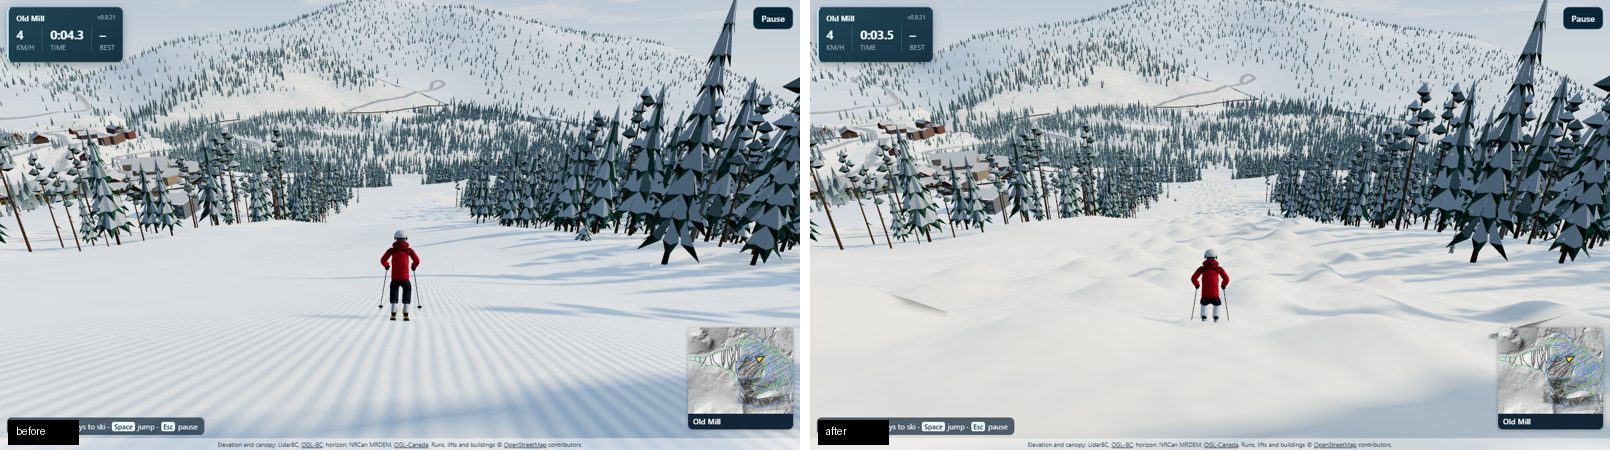 Old Mill v0.9.21
4 0:04.3 –
KM/H TIME BEST
Pause
before
ys to ski · Space jump · Esc pause
Old Mill
Elevation and canopy: LidarBC, OGL-BC; horizon: NRCan MRDEM, OGL-Canada. Runs, lifts and buildings © OpenStreetMap contributors.
Old Mill v0.9.21
4 0:03.5 –
KM/H TIME BEST
Pause
after
ys to ski · Space jump · Esc pause
Old Mill
Elevation and canopy: LidarBC, OGL-BC; horizon: NRCan MRDEM, OGL-Canada. Runs, lifts and buildings © OpenStreetMap contributors.